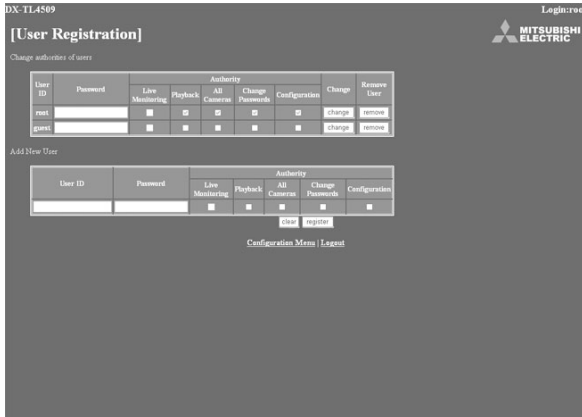 DX-TL4509
Login:roo
[User Registration]
MITSUBISHI
ELECTRIC
Change authorities of users
User ID Password Authority Change Remove User
Live Monitoring Playback All Cameras Change Passwords Configuration
root change remove
guest change remove
Add New User
User ID Password Authority
Live Monitoring Playback All Cameras Change Passwords Configuration
clear register
Configuration Menu | Logout